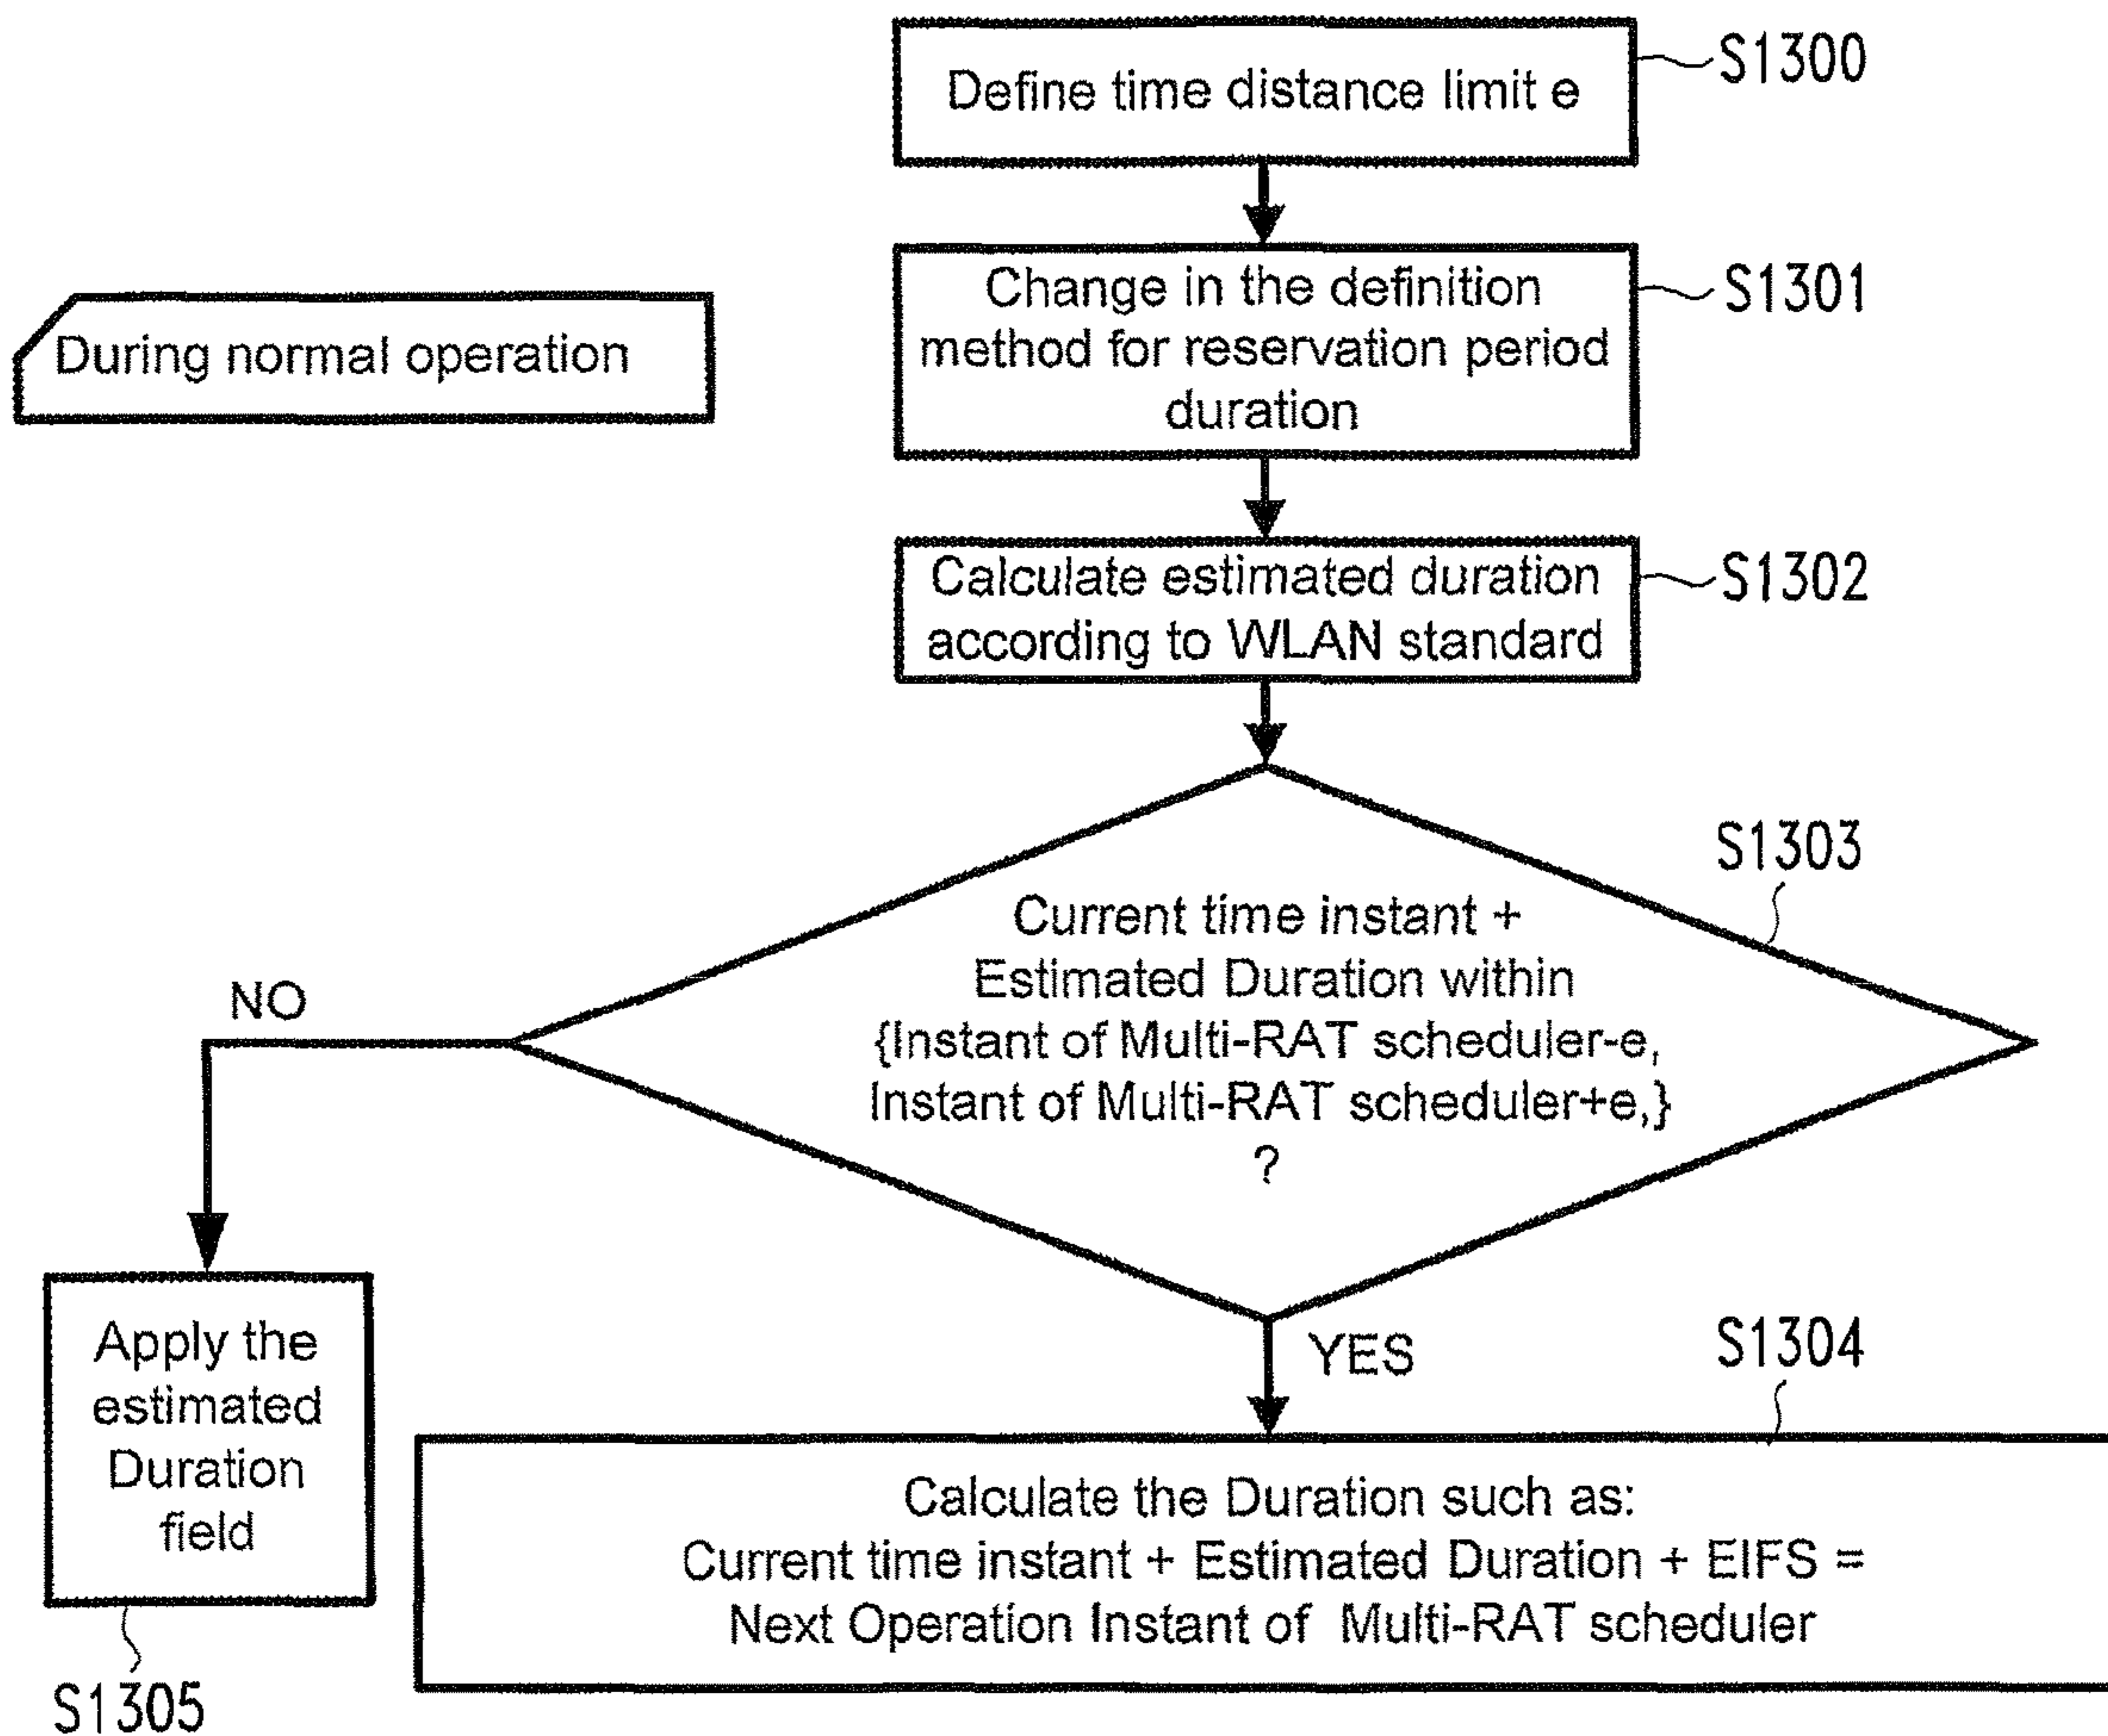 Define time distance limit e
S1300
During normal operation
Change in the definition
method for reservation period
duration
S1301
Calculate estimated duration
according to WLAN standard
S1302
Current time instant +
Estimated Duration within
{Instant of Multi-RAT scheduler-e,
Instant of Multi-RAT scheduler+e,}
?
S1303
NO
YES
Apply the
estimated
Duration
field
S1305
S1304
Calculate the Duration such as:
Current time instant + Estimated Duration + EIFS =
Next Operation Instant of Multi-RAT scheduler